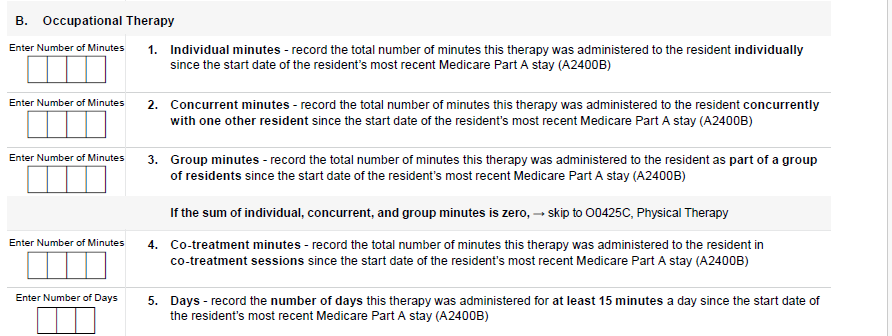 B. Occupational Therapy
Enter Number of Minutes
1. Individual minutes - record the total number of minutes this therapy was administered to the resident individually
since the start date of the resident's most recent Medicare Part A stay (A2400B)
Enter Number of Minutes
2. Concurrent minutes - record the total number of minutes this therapy was administered to the resident concurrently
with one other resident since the start date of the resident's most recent Medicare Part A stay (A2400B)
Enter Number of Minutes
3. Group minutes - record the total number of minutes this therapy was administered to the resident as part of a group
of residents since the start date of the resident's most recent Medicare Part A stay (A2400B)
If the sum of individual, concurrent, and group minutes is zero, → skip to O0425C, Physical Therapy
Enter Number of Minutes
4. Co-treatment minutes - record the total number of minutes this therapy was administered to the resident in
co-treatment sessions since the start date of the resident's most recent Medicare Part A stay (A2400B)
Enter Number of Days
5. Days - record the number of days this therapy was administered for at least 15 minutes a day since the start date of
the resident's most recent Medicare Part A stay (A2400B)